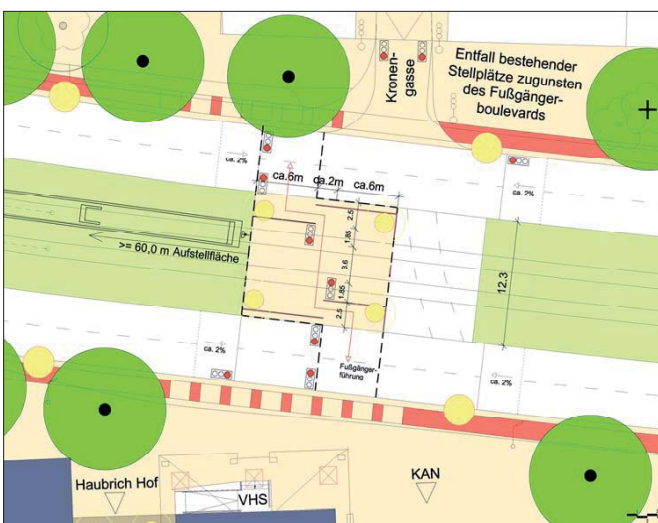 Kronen-
gasse
Entfall bestehender
Stellplätze zugunsten
des Fußgänger-
boulevards
ca. 2%
ca. 2%
ca.6m
ca.2m
ca.6m
2.5
1.85
3.6
1.85
2.5
12.3
>= 60,0 m Aufstellfläche
ca. 2%
ca. 2%
Fußgänger-
führung
Haubrich Hof
VHS
KAN